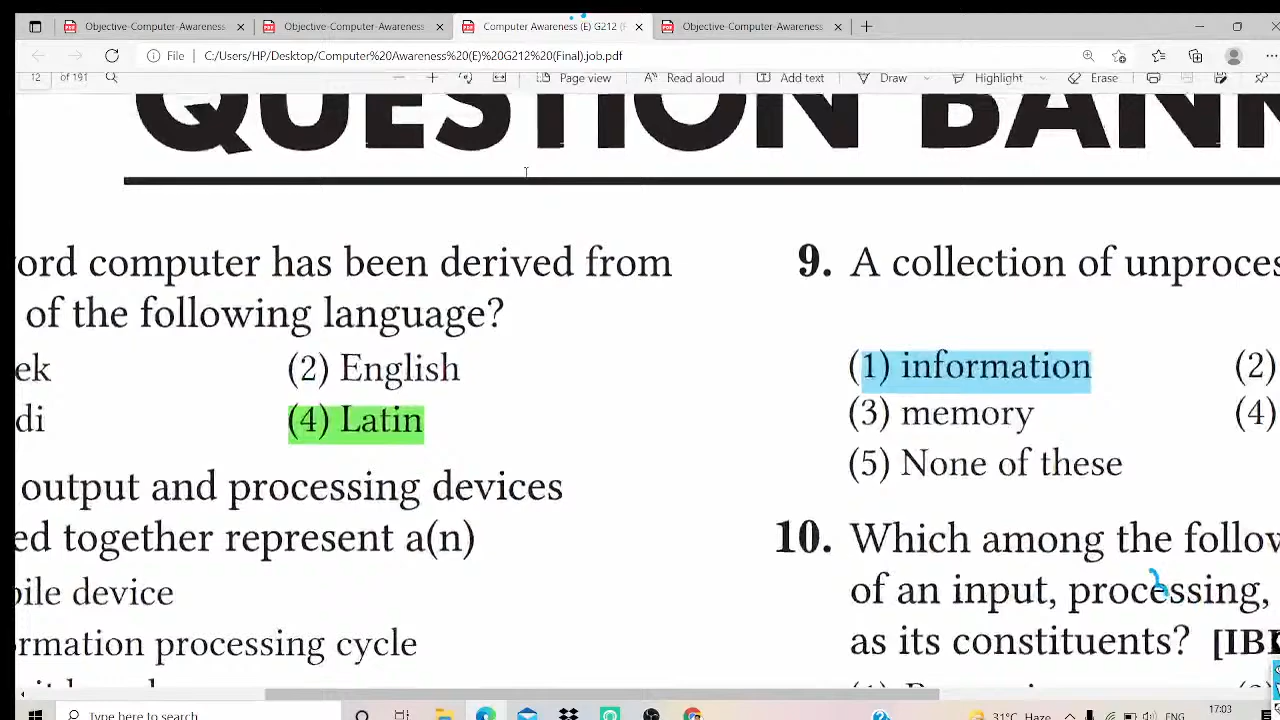 Objective-Computer-Awareness
Objective-Computer-Awareness
Computer Awareness (E) G212 (F
Objective-Computer-Awareness
File
C:/Users/HP/Desktop/Computer%20Awareness%20(E)%20G212%20(Final).job.pdf
12 of 191
Page view
Read aloud
Add text
Draw
Highlight
Erase
QUESTION BANK
ord computer has been derived from
of the following language?
ek
(2) English
di
(4) Latin
output and processing devices
ed together represent a(n)
ile device
rmation processing cycle
9. A collection of unproces
(1) information
(2)
(3) memory
(4)
(5) None of these
10. Which among the follow
of an input, processing,
as its constituents? [IB
Type here to search
31°C Haze
ENG
17:03